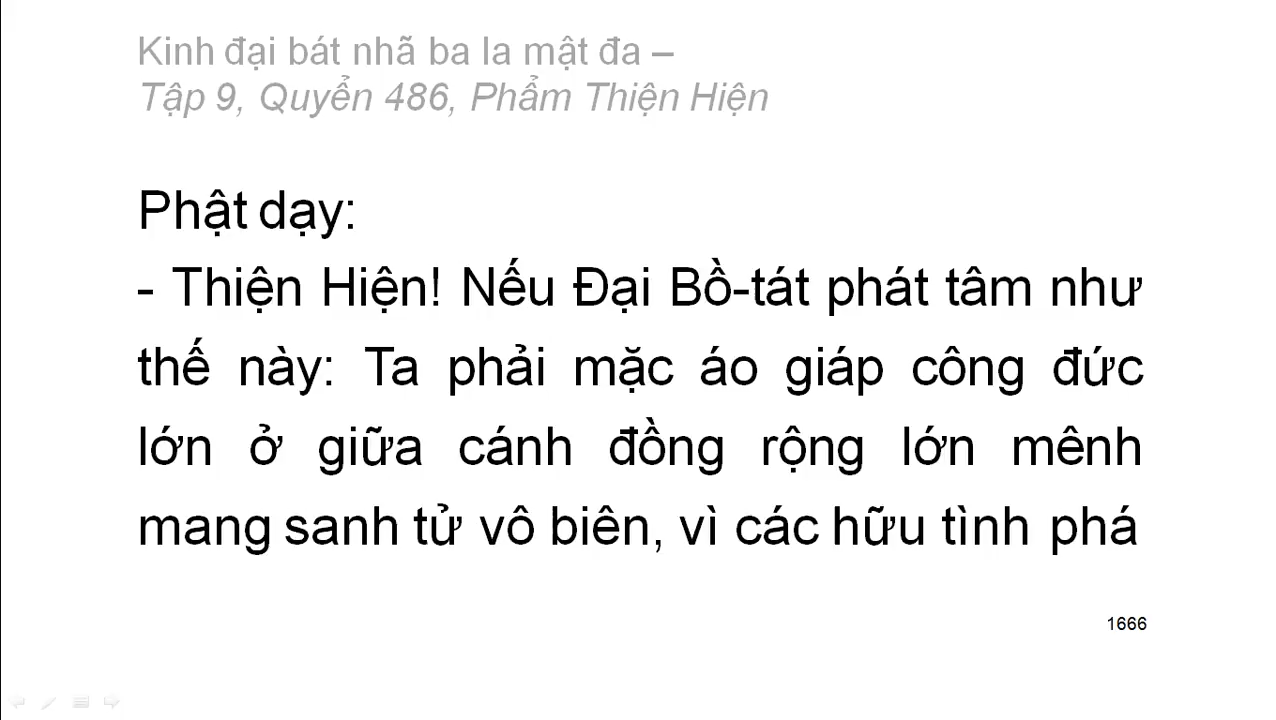 Kinh đại bát nhã ba la mật đa –
Tập 9, Quyển 486, Phẩm Thiện Hiện
Phật dạy:
- Thiện Hiện! Nếu Đại Bồ-tát phát tâm như
thế này: Ta phải mặc áo giáp công đức
lớn ở giữa cánh đồng rộng lớn mênh
mang sanh tử vô biên, vì các hữu tình phá
1666